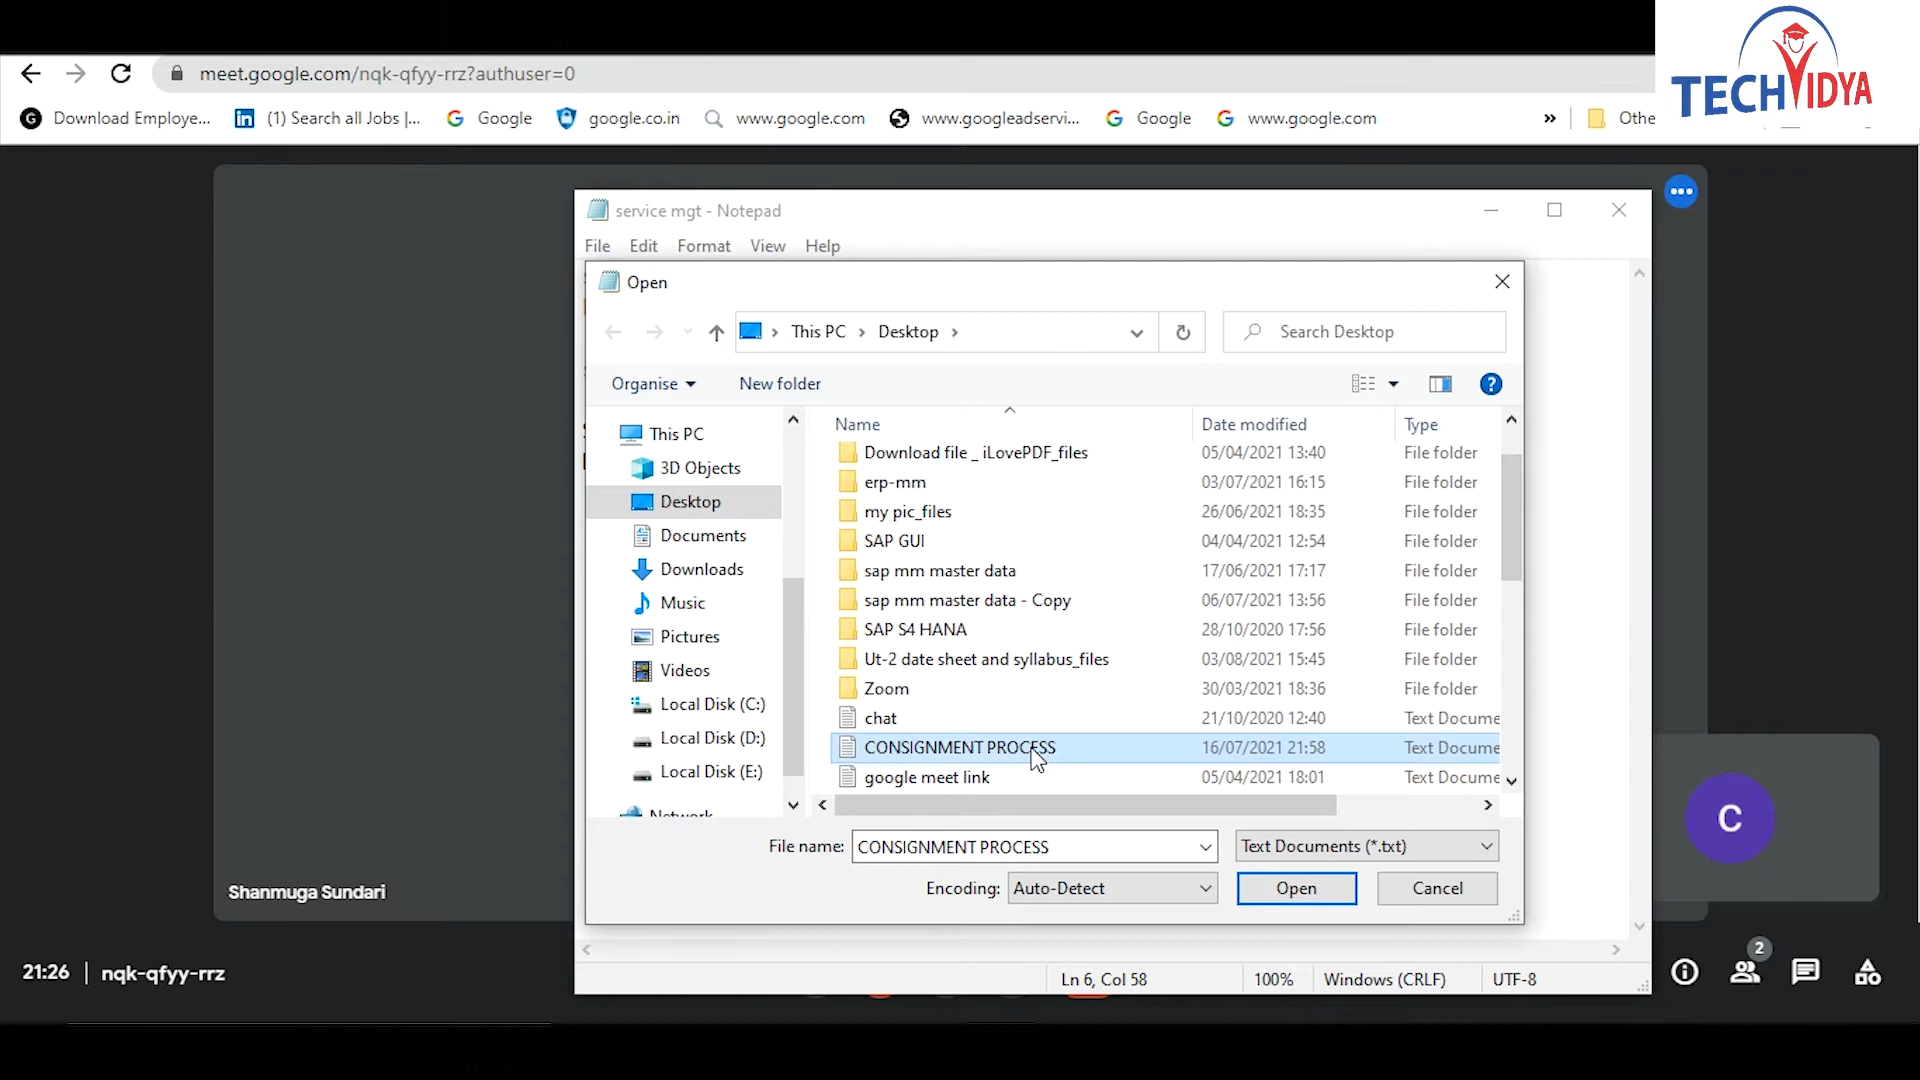 TECHVIDYA
meet.google.com/nqk-qfyy-rrz?authuser=0
Download Employe...
(1) Search all Jobs |...
Google
google.co.in
www.google.com
www.googleadservi...
Google
www.google.com
»
Othe
service mgt - Notepad
File Edit Format View Help
Open
This PC > Desktop >
Search Desktop
Organise New folder
This PC
3D Objects
Desktop
Documents
Downloads
Music
Pictures
Videos
Local Disk (C:)
Local Disk (D:)
Local Disk (E:)
Network
Name Date modified Type
Download file _ iLovePDF_files 05/04/2021 13:40 File folder
erp-mm 03/07/2021 16:15 File folder
my pic_files 26/06/2021 18:35 File folder
SAP GUI 04/04/2021 12:54 File folder
sap mm master data 17/06/2021 17:17 File folder
sap mm master data - Copy 06/07/2021 13:56 File folder
SAP S4 HANA 28/10/2020 17:56 File folder
Ut-2 date sheet and syllabus_files 03/08/2021 15:45 File folder
Zoom 30/03/2021 18:36 File folder
chat 21/10/2020 12:40 Text Docume
CONSIGNMENT PROCESS 16/07/2021 21:58 Text Docume
google meet link 05/04/2021 18:01 Text Docume
File name: CONSIGNMENT PROCESS Text Documents (*.txt)
Encoding: Auto-Detect Open Cancel
Ln 6, Col 58 100% Windows (CRLF) UTF-8
Shanmuga Sundari
C
21:26 | nqk-qfyy-rrz
2